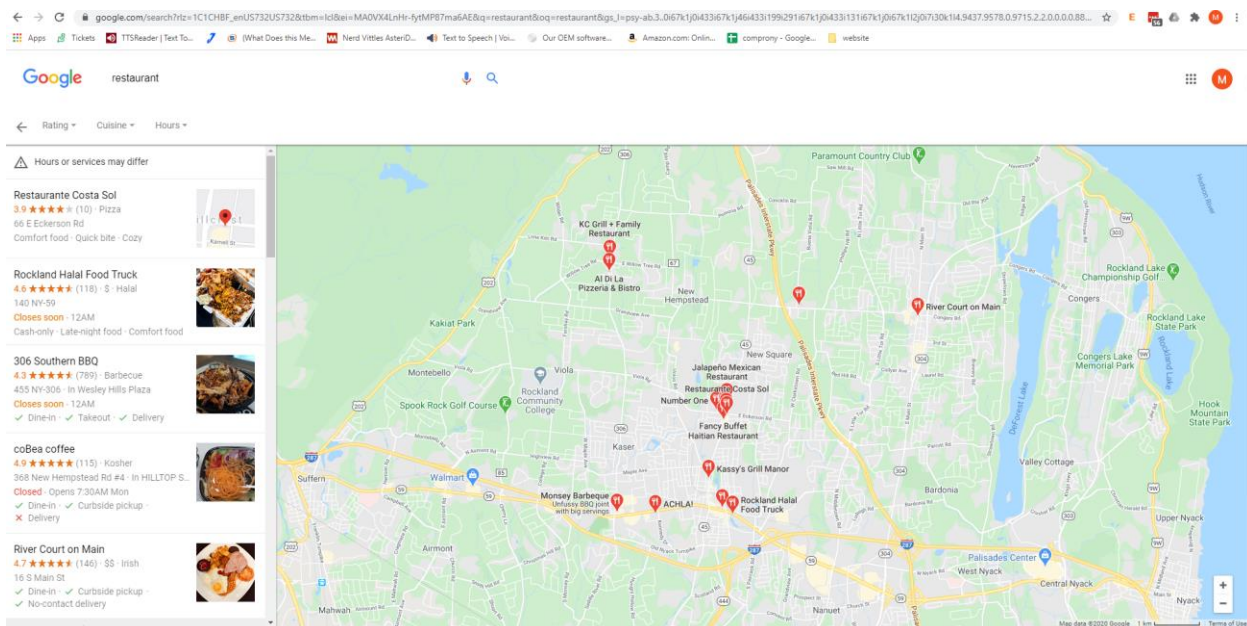 google.com/search?rlz=1C1CHBF_enUS732US732&tbm=lcl&ei=MA0VX4LnHr-fytMP87ma6AE&q=restaurant&oq=restaurant&gs_l=psy-ab.3..0i67k1j0i433i67k1j46i433i199i291i67k1j0i433i131i67k1j0i67k1l2j0i7i30k1l4.9437.9578.0.9715.2.2.0.0.0.0.88...
Apps Tickets TTSReader | Text To... (What Does this Me... Nerd Vittles AsteriD... Text to Speech | Voi... Our OEM software... Amazon.com: Onlin... comprony - Google... website
Google restaurant M
Rating Cuisine Hours
Hours or services may differ
Restaurante Costa Sol
3.9 ★★★★★ (10) · Pizza
66 E Eckerson Rd
Comfort food · Quick bite · Cozy
Rockland Halal Food Truck
4.6 ★★★★★ (118) · $ · Halal
140 NY-59
Closes soon · 12AM
Cash-only · Late-night food · Comfort food
306 Southern BBQ
4.3 ★★★★★ (789) · Barbecue
455 NY-306 · In Wesley Hills Plaza
Closes soon · 12AM
✓ Dine-in · ✓ Takeout · ✓ Delivery
coBea coffee
4.9 ★★★★★ (115) · Kosher
368 New Hempstead Rd #4 · In HILLTOP S...
Closed · Opens 7:30AM Mon
✓ Dine-in · ✓ Curbside pickup ·
✕ Delivery
River Court on Main
4.7 ★★★★★ (146) · $$ · Irish
16 S Main St
✓ Dine-in · ✓ Curbside pickup ·
✓ No-contact delivery
Paramount Country Club
Palisades Interstate Pkwy
Hudson River
KC Grill + Family
Restaurant
Al Di La
Pizzeria & Bistro
New
Hempstead
Rockland Lake
Championship Golf
Congers
River Court on Main
Rockland Lake
State Park
Kakiat Park
New Square
Congers Lake
Memorial Park
Montebello
Viola
Jalapeño Mexican
Restaurant
Rockland
Community
College
Restaurante Costa Sol
Number One
Spook Rock Golf Course
Fancy Buffet
Haitian Restaurant
DeForest Lake
Hook
Mountain
State Park
Kaser
Valley Cottage
Suffern
Walmart
Kassy's Grill Manor
Bardonia
Monsey Barbeque
Unfussy BBQ joint
with big servings
ACHLA!
Rockland Halal
Food Truck
Upper Nyack
Airmont
Palisades Center
West Nyack
Central Nyack
Mahwah
Nanuet
Nyack
Map data ©2020 Google 1 km Terms of Use